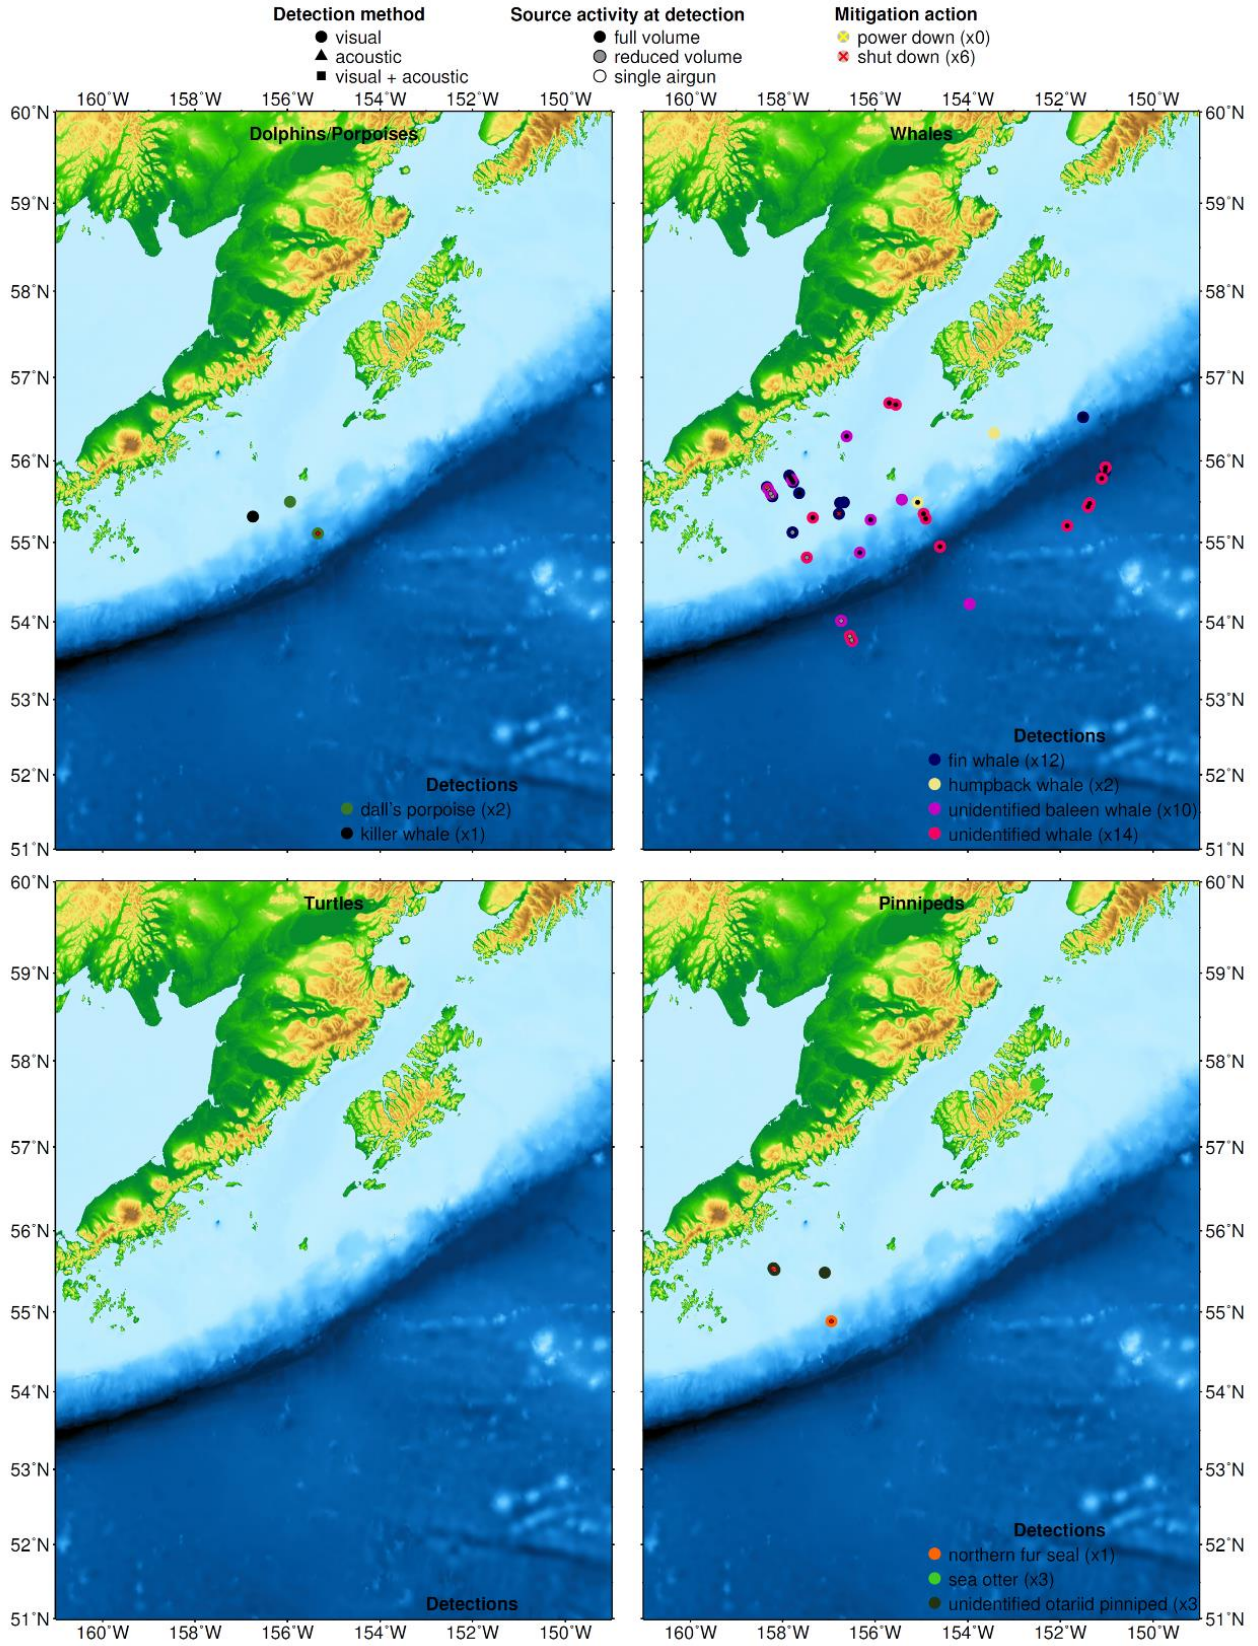 Detection method
Source activity at detection
Mitigation action
visual
full volume
power down (x0)
acoustic
reduced volume
shut down (x6)
visual + acoustic
single airgun
160˚W 158˚W 156˚W 154˚W 152˚W 150˚W
160˚W 158˚W 156˚W 154˚W 152˚W 150˚W
60˚N
60˚N
Dolphins/Porpoises
Whales
59˚N
59˚N
58˚N
58˚N
57˚N
57˚N
56˚N
56˚N
55˚N
55˚N
54˚N
54˚N
53˚N
53˚N
Detections
fin whale (x12)
52˚N
52˚N
Detections
humpback whale (x2)
dall's porpoise (x2)
unidentified baleen whale (x10)
killer whale (x1)
unidentified whale (x14)
51˚N
51˚N
60˚N
60˚N
Turtles
Pinnipeds
59˚N
59˚N
58˚N
58˚N
57˚N
57˚N
56˚N
56˚N
55˚N
55˚N
54˚N
54˚N
53˚N
53˚N
Detections
52˚N
52˚N
northern fur seal (x1)
sea otter (x3)
Detections
unidentified otariid pinniped (x3
51˚N
51˚N
160˚W 158˚W 156˚W 154˚W 152˚W 150˚W
160˚W 158˚W 156˚W 154˚W 152˚W 150˚W